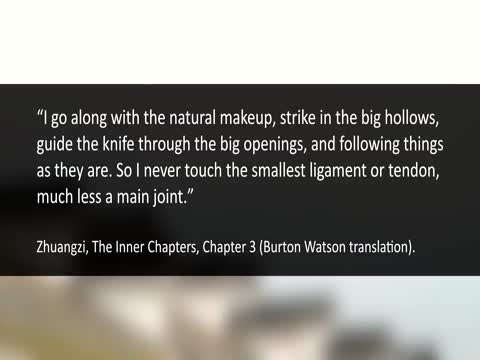 “I go along with the natural makeup, strike in the big hollows,
guide the knife through the big openings, and following things
as they are. So I never touch the smallest ligament or tendon,
much less a main joint.”
Zhuangzi, The Inner Chapters, Chapter 3 (Burton Watson translation).